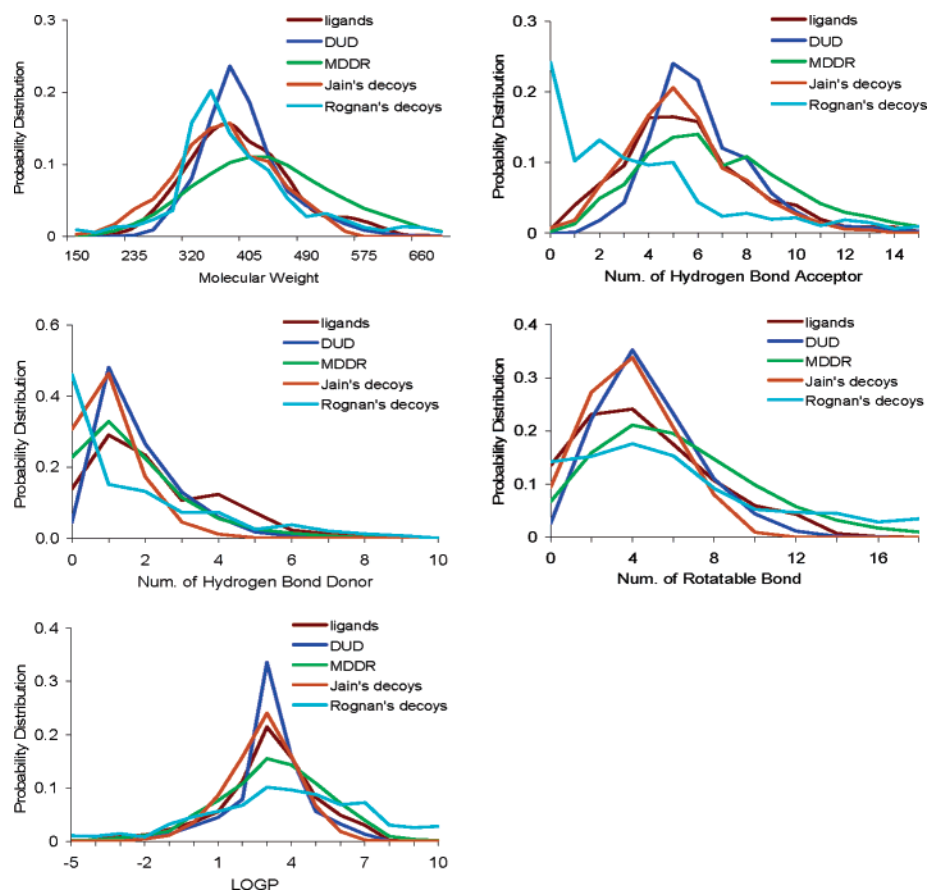 0.3
0.2
0.1
0
Probability Distribution
150 235 320 405 490 575 660
Molecular Weight
ligands
DUD
MDDR
Jain's decoys
Rognan's decoys
0.3
0.2
0.1
0
Probability Distribution
0 2 4 6 8 10 12 14
Num. of Hydrogen Bond Acceptor
ligands
DUD
MDDR
Jain's decoys
Rognan's decoys
0.6
0.4
0.2
0.0
Probability Distribution
0 2 4 6 8 10
Num. of Hydrogen Bond Donor
ligands
DUD
MDDR
Jain's decoys
Rognan's decoys
0.4
0.3
0.2
0.1
0
Probability Distribution
0 4 8 12 16
Num. of Rotatable Bond
ligands
DUD
MDDR
Jain's decoys
Rognan's decoys
0.4
0.3
0.2
0.1
0
Probability Distribution
-5 -2 1 4 7 10
LOGP
ligands
DUD
MDDR
Jain's decoys
Rognan's decoys